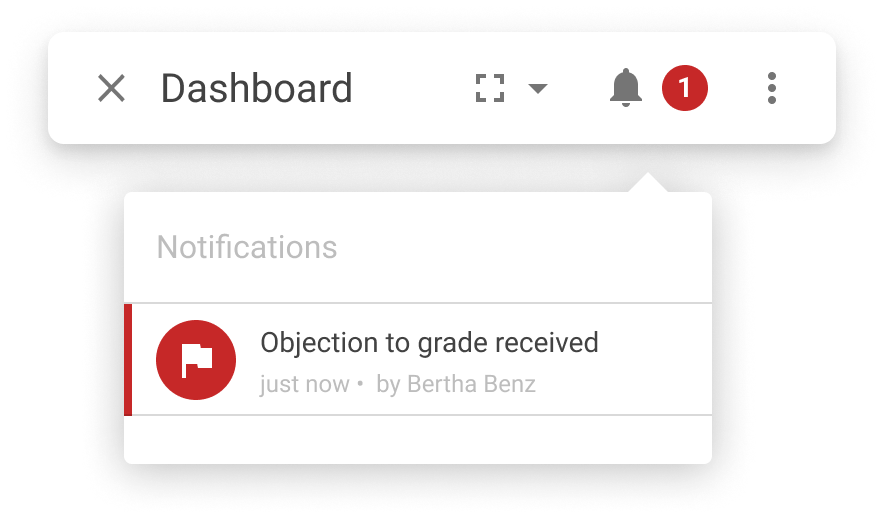 Dashboard
1
Notifications
Objection to grade received
just now • by Bertha Benz